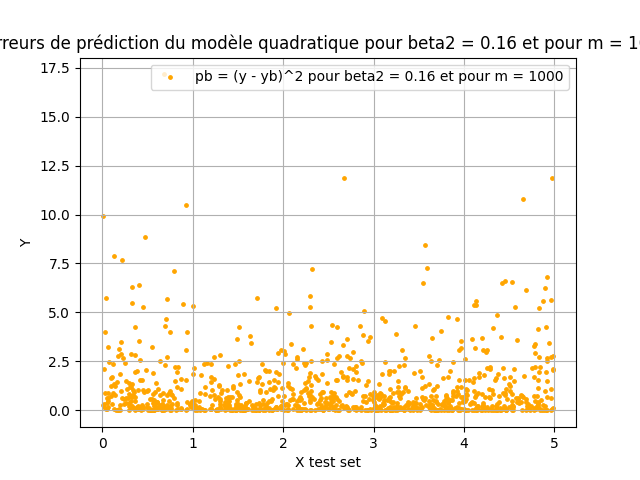 rreurs de prédiction du modèle quadratique pour beta2 = 0.16 et pour m = 10
pb = (y - yb)^2 pour beta2 = 0.16 et pour m = 1000
17.5
15.0
12.5
10.0
7.5
5.0
2.5
0.0
Y
0 1 2 3 4 5
X test set